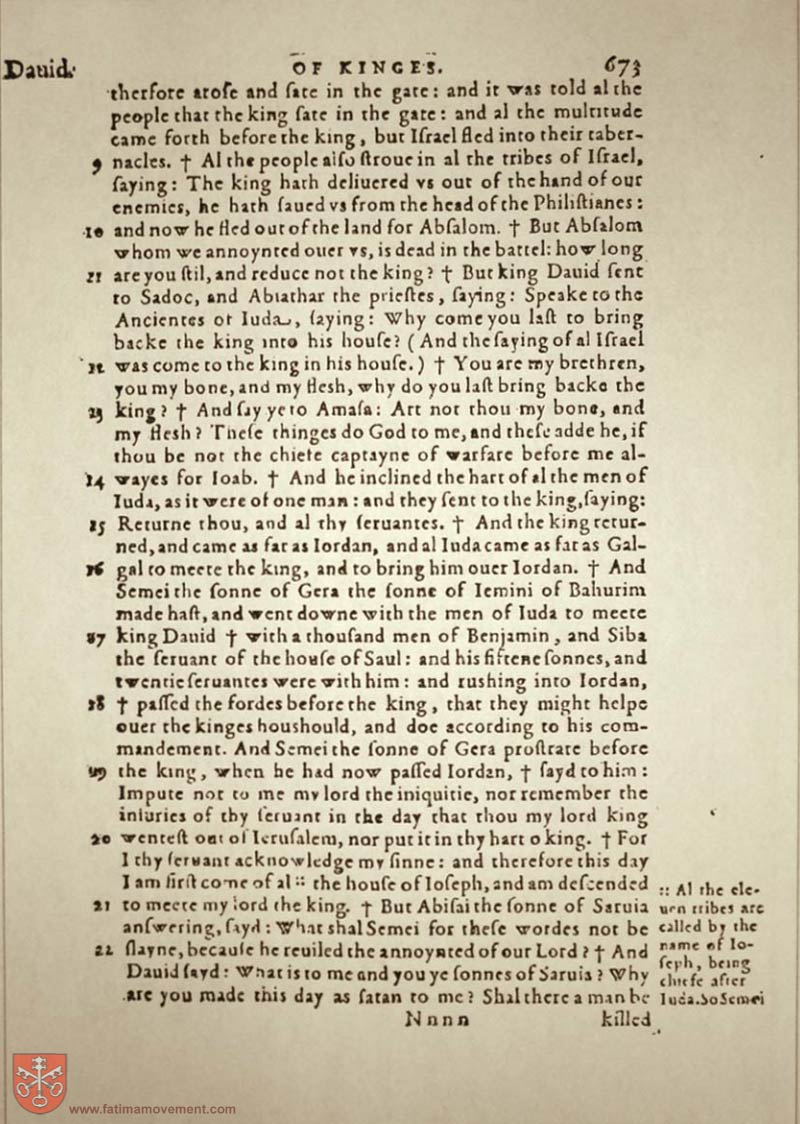 Dauid. OF KINGES. 673
therfore arose and sate in the gate: and it was told al the
people that the king sate in the gate: and al the multitude
came forth before the king, but Israel fled into their taber-
9 nacles. † Al the people also stroue in al the tribes of Israel,
saying: The king hath deliuered vs out of the hand of our
enemies, he hath saued vs from the head of the Philistianes:
10 and now he fled out of the land for Absalom. † But Absalom
whom we annoynted ouer vs, is dead in the battel: how long
11 are you stil, and reduce not the king? † But king Dauid sent
to Sadoc, and Abiathar the priestes, saying: Speake to the
Ancientes of Iuda, saying: Why come you last to bring
backe the king into his house? (And the saying of al Israel
12 was come to the king in his house.) † You are my brethren,
you my bone, and my flesh, why do you last bring backe the
13 king? † And say ye to Amasa: Art not thou my bone, and
my flesh? These thinges do God to me, and these adde he, if
thou be not the chiefe captayne of warfare before me al-
14 wayes for Ioab. † And he inclined the hart of al the men of
Iuda, as it were of one man: and they sent to the king, saying:
15 Returne thou, and al thy seruantes. † And the king retur-
ned, and came as far as Iordan, and al Iuda came as far as Gal-
16 gal to meete the king, and to bring him ouer Iordan. † And
Semei the sonne of Gera the sonne of Iemini of Bahurim
made hast, and went downe with the men of Iuda to meete
17 king Dauid † with a thousand men of Benjamin, and Siba
the seruant of the house of Saul: and his fiftene sonnes, and
twentie seruantes were with him: and rushing into Iordan,
18 † passed the fordes before the king, that they might helpe
ouer the kinges houshould, and doe according to his com-
mandement. And Semei the sonne of Gera prostrate before
19 the king, when he had now passed Iordan, † sayd to him:
Impute not to me my lord the iniquitie, nor remember the
iniuries of thy seruant in the day that thou my lord king
20 wentest out of Ierusalem, nor put it in thy hart o king. † For
I thy seruant acknowledge my sinne: and therefore this day
I am first come of al :: the house of Ioseph, and am descended
21 to meete my lord the king. † But Abisai the sonne of Saruia
answering, sayd: What shal Semei for these wordes not be
22 slayne, because he reuiled the annoynted of our Lord? † And
Dauid sayd: What is to me and you ye sonnes of Saruia? Why
are you made this day as satan to me? Shal there a man be
Nnnn killed
:: Al the ele-
uen tribes are
called by the
name of Io-
seph, being
chiefe after
Iuda. So Semei
www.fatimamovement.com